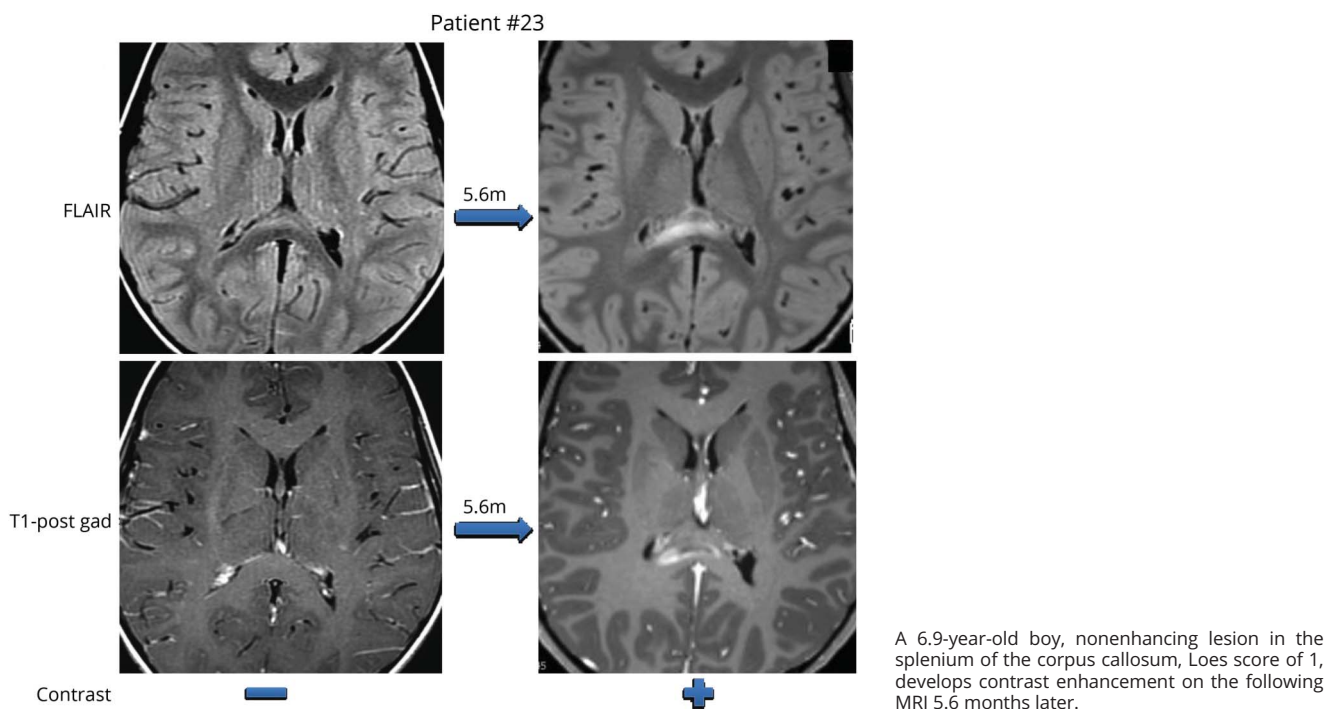 Patient #23
FLAIR
5.6m
T1-post gad
5.6m
Contrast
A 6.9-year-old boy, nonenhancing lesion in the
splenium of the corpus callosum, Loes score of 1,
develops contrast enhancement on the following
MRI 5.6 months later.